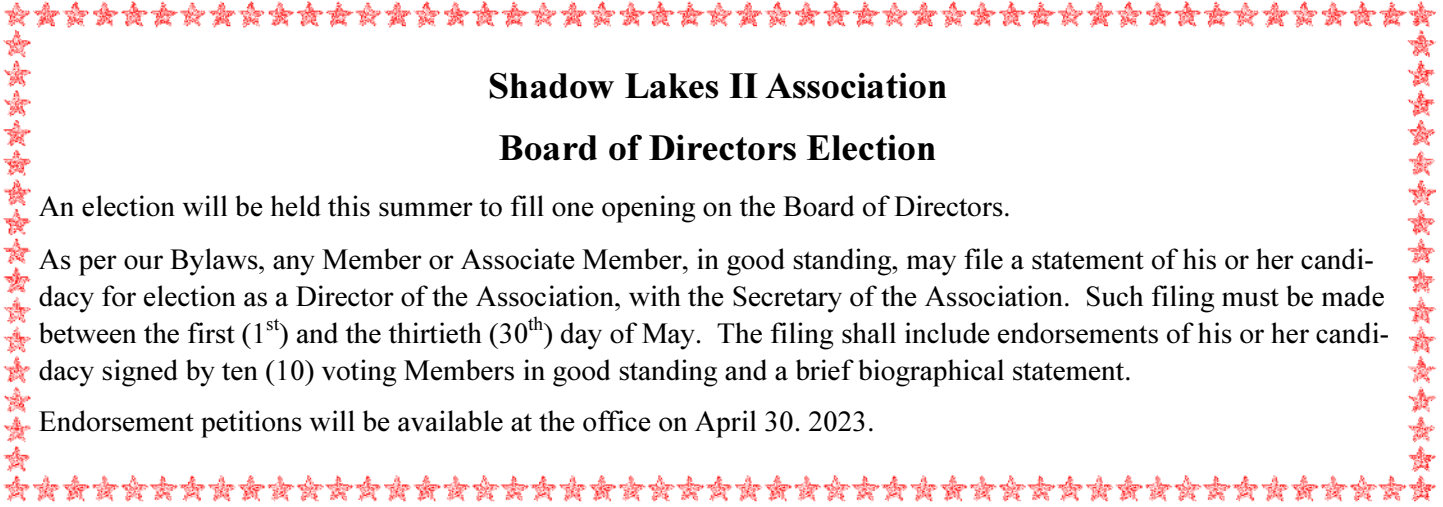 Shadow Lakes II Association
Board of Directors Election
An election will be held this summer to fill one opening on the Board of Directors.
As per our Bylaws, any Member or Associate Member, in good standing, may file a statement of his or her candi-
dacy for election as a Director of the Association, with the Secretary of the Association.  Such filing must be made
between the first (1st) and the thirtieth (30th) day of May.  The filing shall include endorsements of his or her candi-
dacy signed by ten (10) voting Members in good standing and a brief biographical statement.
Endorsement petitions will be available at the office on April 30. 2023.